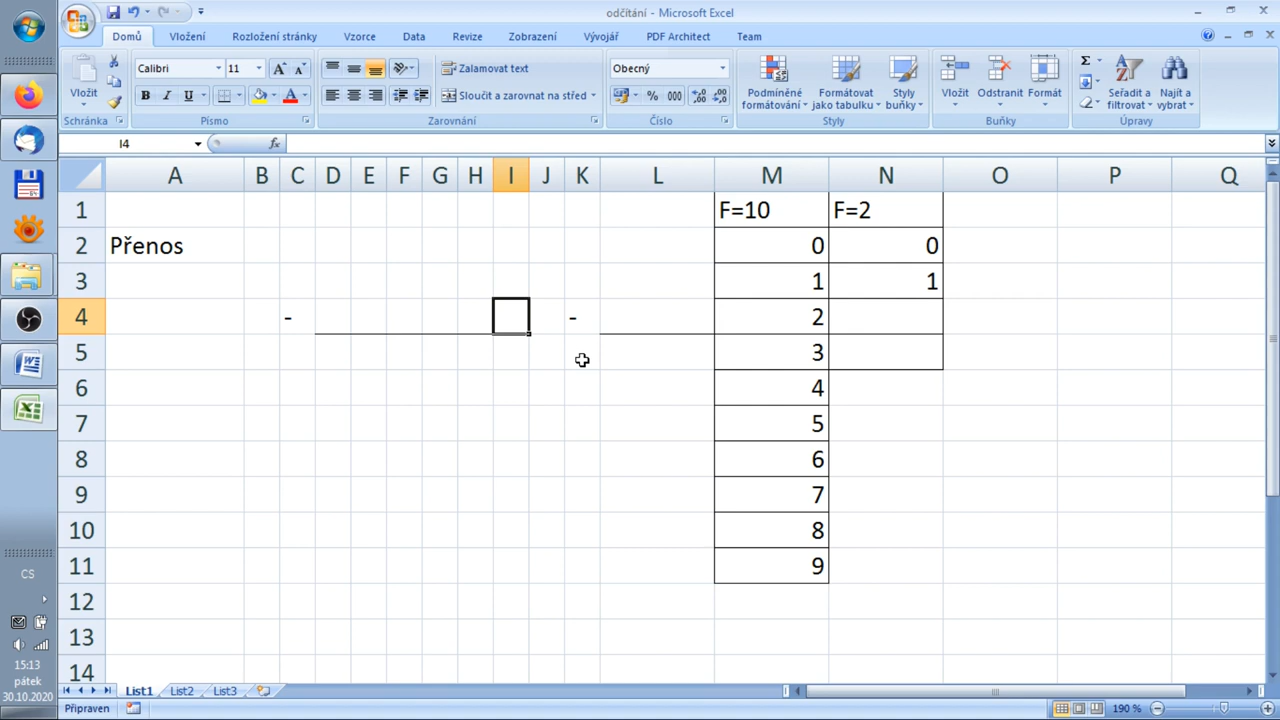 odčítání - Microsoft Excel
Domů Vložení Rozložení stránky Vzorce Data Revize Zobrazení Vývojář PDF Architect Team
Vložit
Calibri 11
B I U
Zalamovat text
Sloučit a zarovnat na střed
Obecný
% 000
Podmíněné formátování
Formátovat jako tabulku
Styly buňky
Vložit Odstranit Formát
Seřadit a filtrovat
Najít a vybrat
Schránka Písmo Zarovnání Číslo Styly Buňky Úpravy
I4 fx
A B C D E F G H I J K L M N O P Q
1 F=10 F=2
2 Přenos 0 0
3 1 1
4 - - 2
5 3
6 4
7 5
8 6
9 7
10 8
11 9
12
13
14
CS
15:13
pátek
30.10.2020
List1 List2 List3
Připraven 190 %